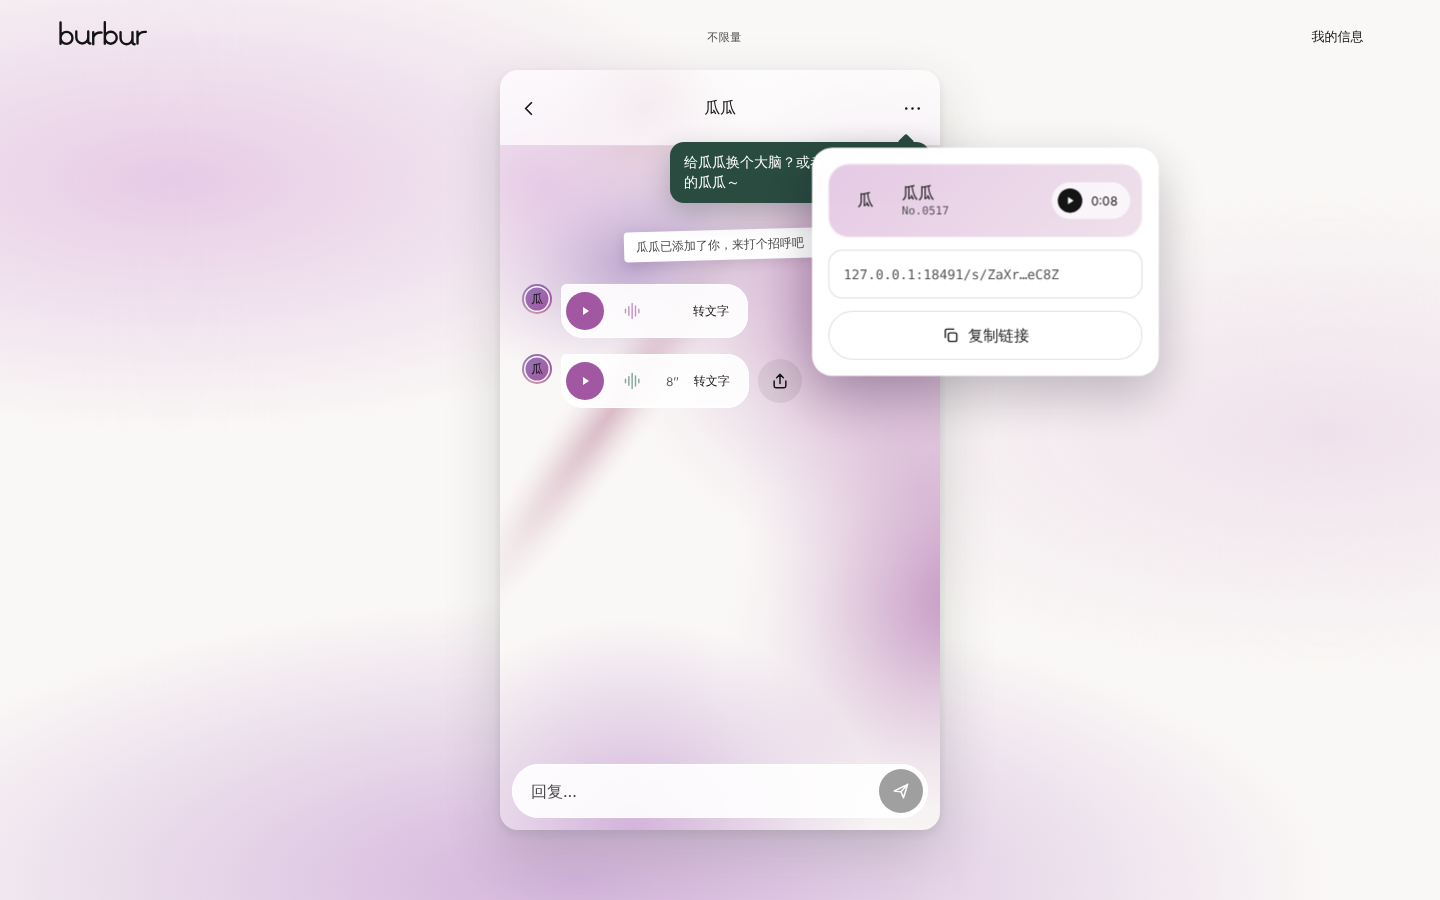 burbur
不限量
我的信息
瓜瓜
给瓜瓜换个大脑？或
的瓜瓜～
瓜
瓜瓜
No.0517
0:08
瓜瓜已添加了你，来打个招呼吧
127.0.0.1:18491/s/ZaXr…eC8Z
瓜
转文字
复制链接
瓜
8″
转文字
回复...